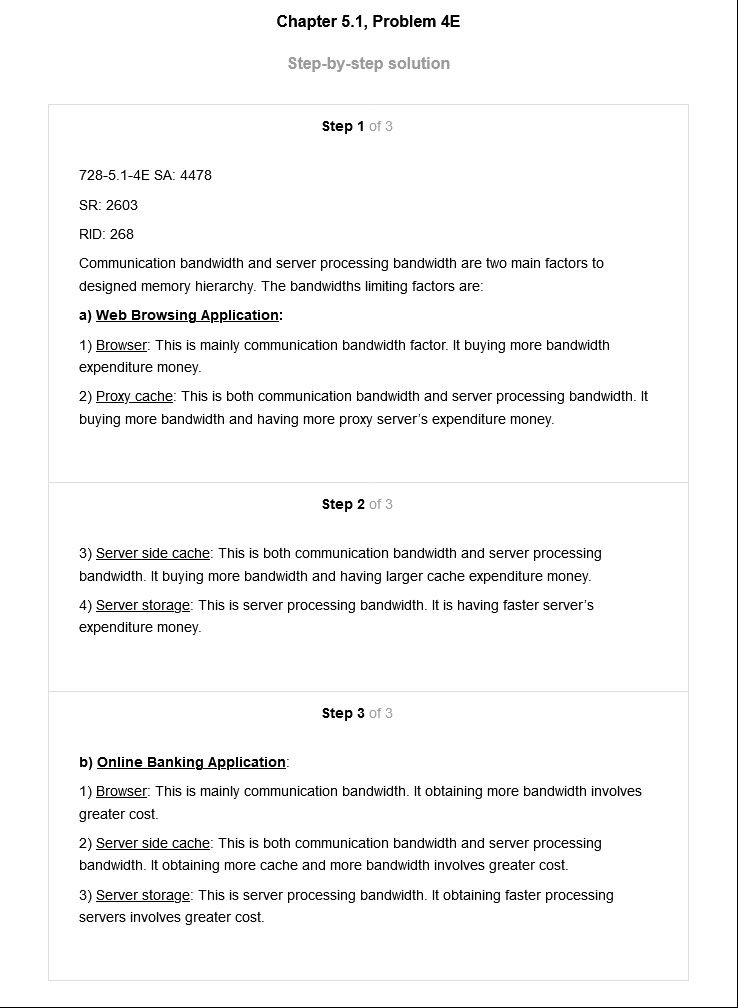 Chapter 5.1, Problem 4E
Step-by-step solution
Step 1 of 3
728-5.1-4E SA: 4478
SR: 2603
RID: 268
Communication bandwidth and server processing bandwidth are two main factors to
designed memory hierarchy. The bandwidths limiting factors are:
a) Web Browsing Application:
1) Browser: This is mainly communication bandwidth factor. It buying more bandwidth
expenditure money.
2) Proxy cache: This is both communication bandwidth and server processing bandwidth. It
buying more bandwidth and having more proxy server's expenditure money.
Step 2 of 3
3) Server side cache: This is both communication bandwidth and server processing
bandwidth. It buying more bandwidth and having larger cache expenditure money.
4) Server storage: This is server processing bandwidth. It is having faster server's
expenditure money.
Step 3 of 3
b) Online Banking Application:
1) Browser: This is mainly communication bandwidth. It obtaining more bandwidth involves
greater cost.
2) Server side cache: This is both communication bandwidth and server processing
bandwidth. It obtaining more cache and more bandwidth involves greater cost.
3) Server storage: This is server processing bandwidth. It obtaining faster processing
servers involves greater cost.